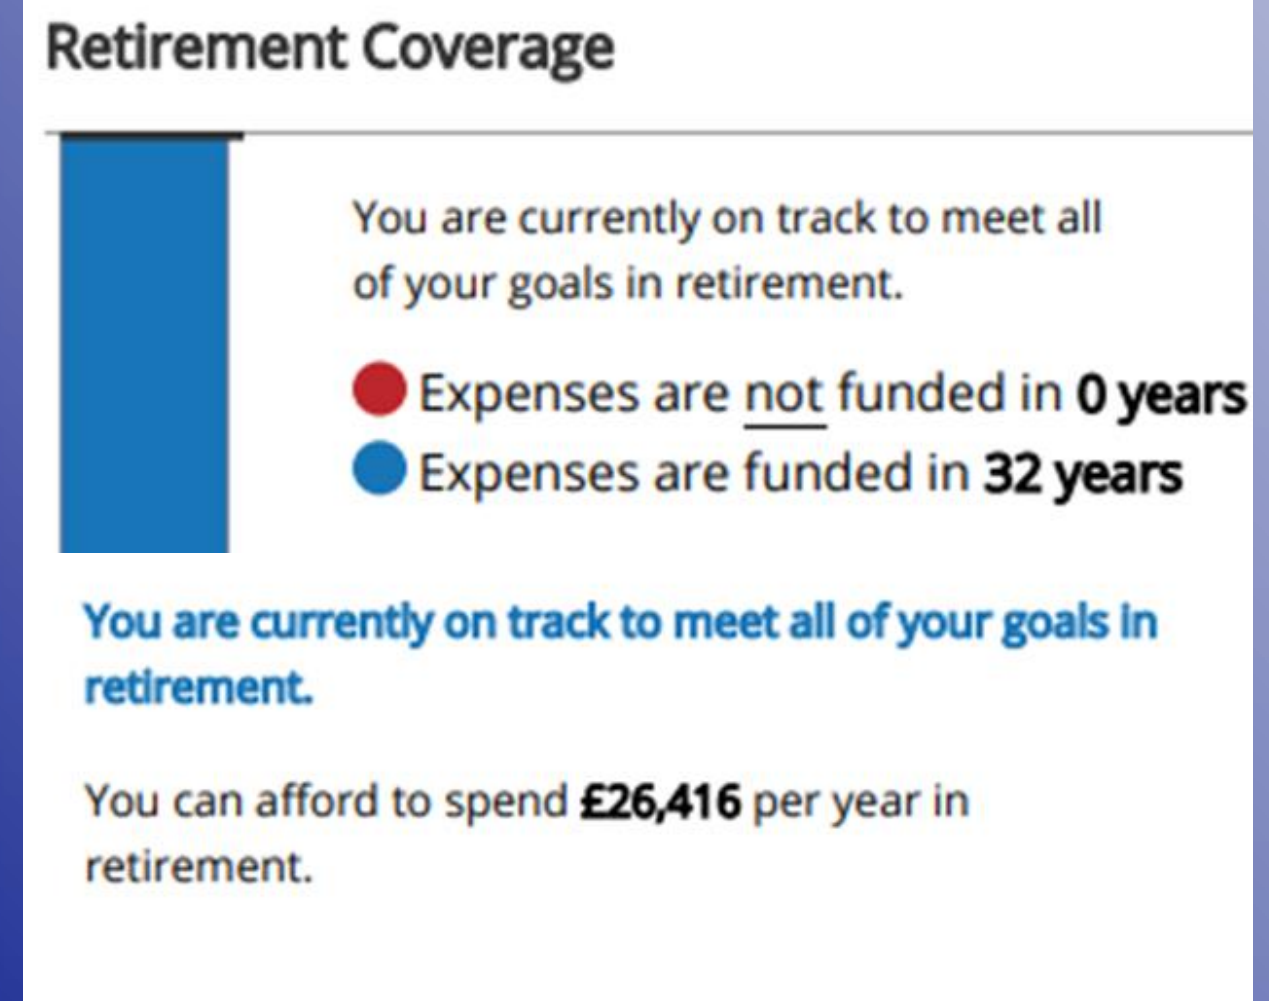 Retirement Coverage
You are currently on track to meet all
of your goals in retirement.
Expenses are not funded in 0 years
Expenses are funded in 32 years
You are currently on track to meet all of your goals in
retirement.
You can afford to spend £26,416 per year in
retirement.